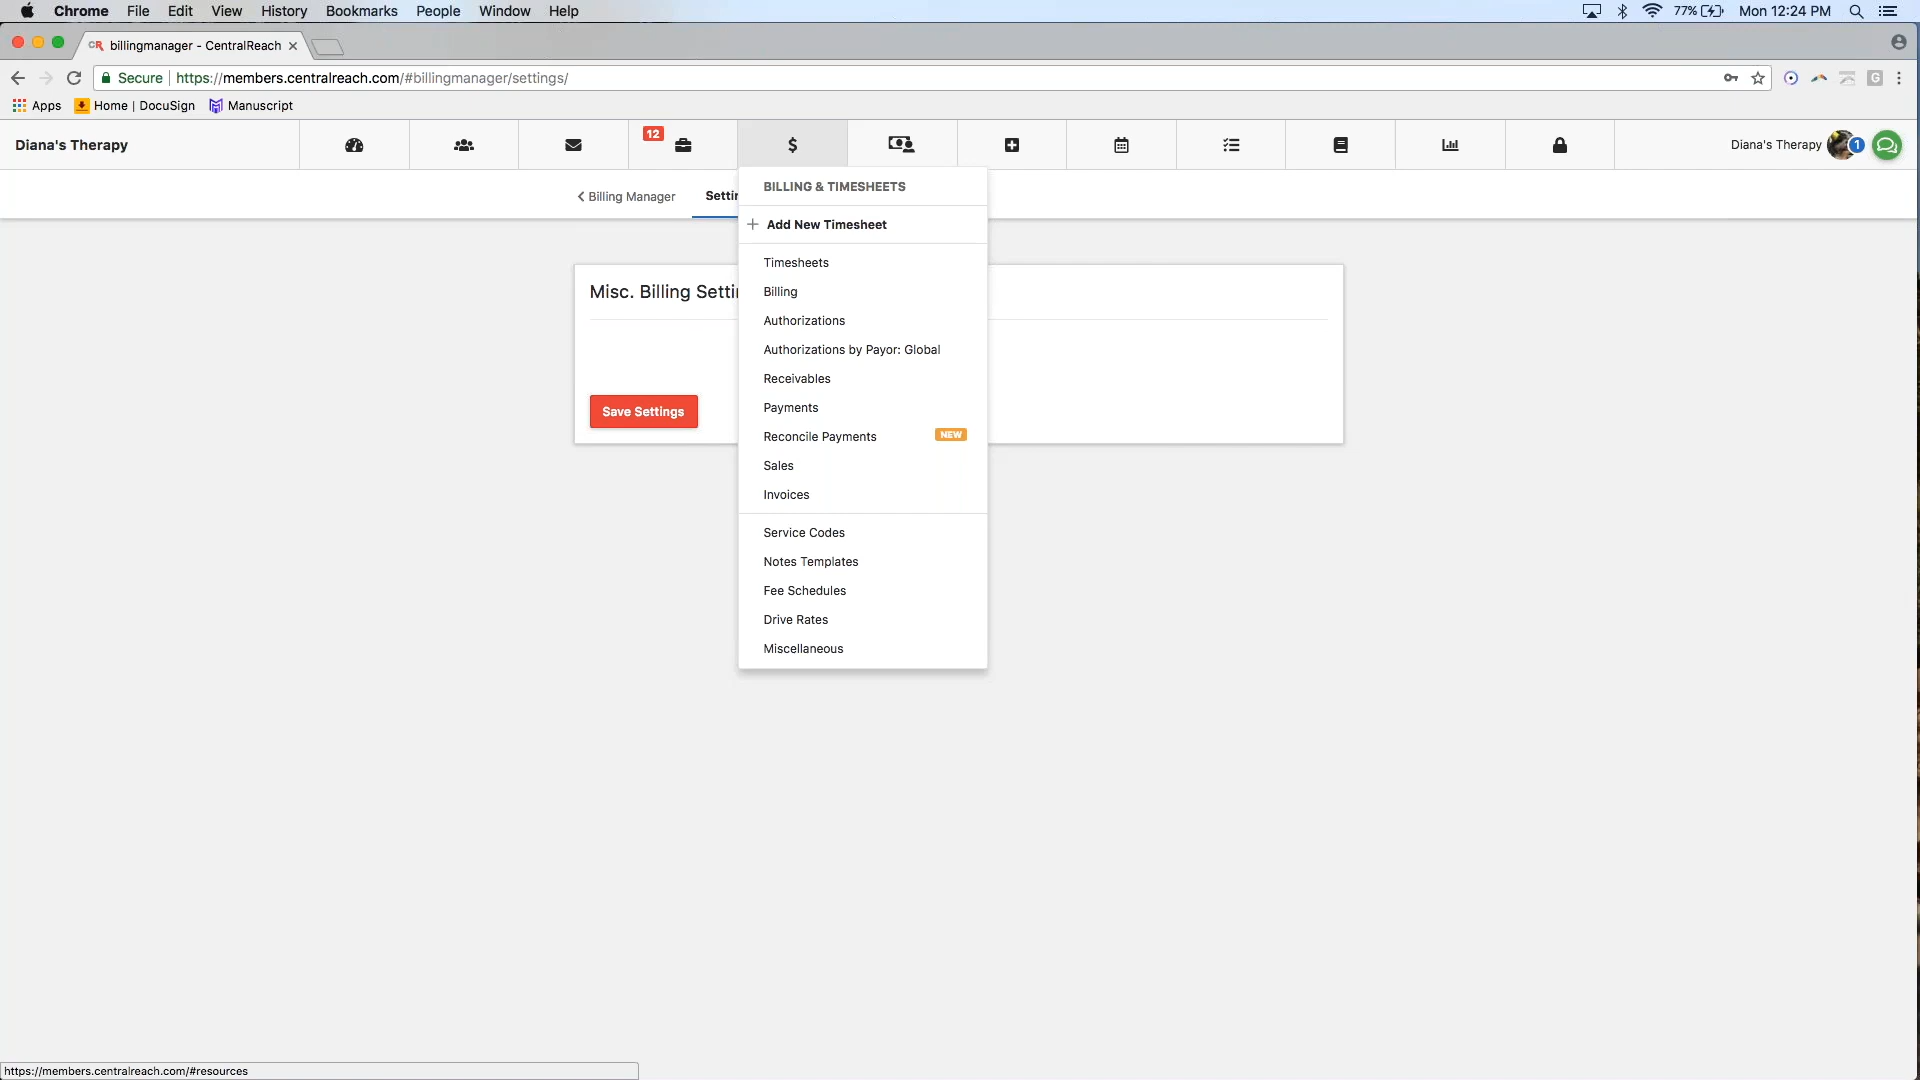 Chrome File Edit View History Bookmarks People Window Help 77% Mon 12:24 PM
CR billingmanager - CentralReach
Secure https://members.centralreach.com/#billingmanager/settings/ G
Apps Home | DocuSign Manuscript
Diana's Therapy 12 $ Diana's Therapy 1
Billing Manager Settin
BILLING & TIMESHEETS
Add New Timesheet
Timesheets
Misc. Billing Settin
Billing
Authorizations
Authorizations by Payor: Global
Receivables
Payments
Save Settings
Reconcile Payments NEW
Sales
Invoices
Service Codes
Notes Templates
Fee Schedules
Drive Rates
Miscellaneous
https://members.centralreach.com/#resources